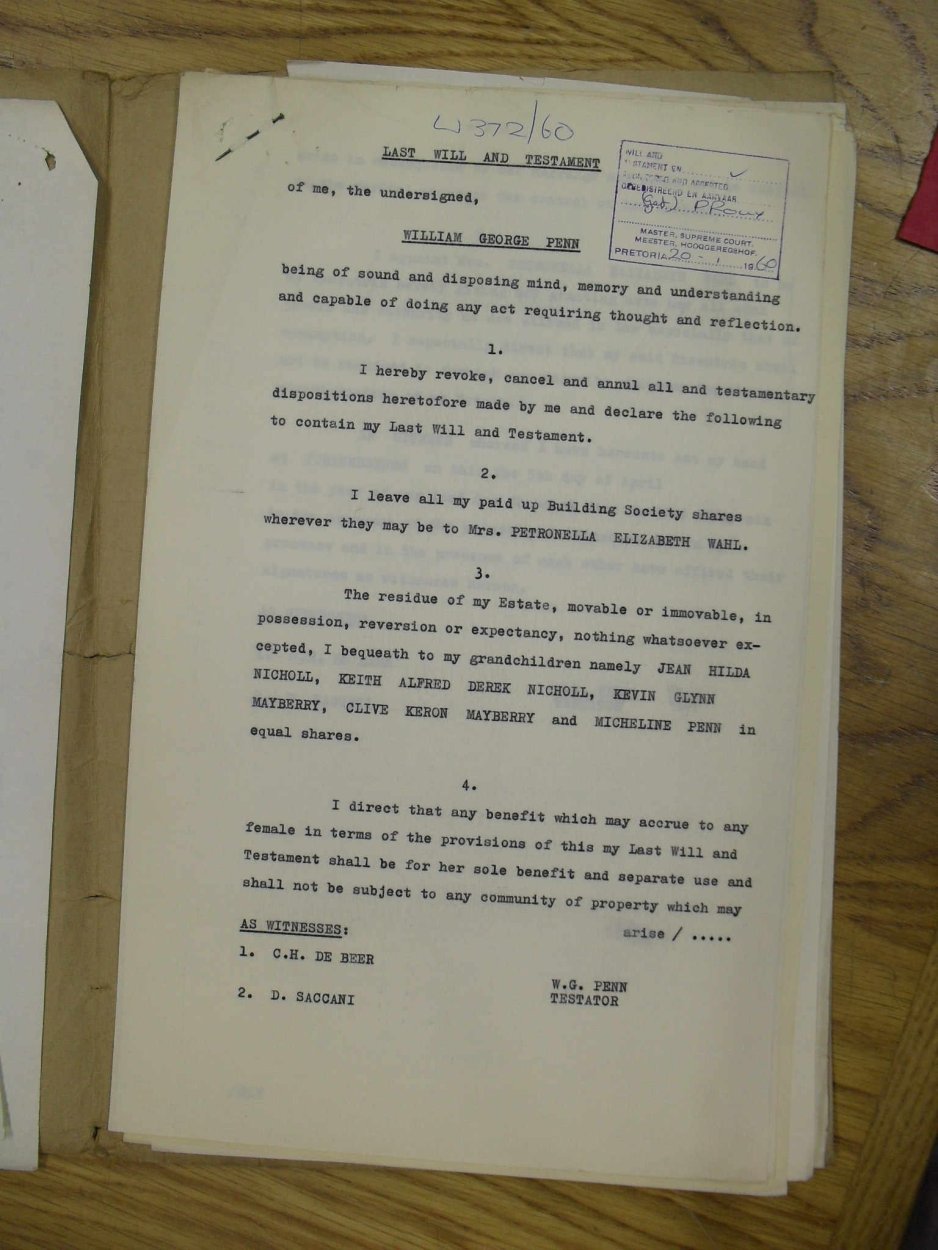 W 372/60
LAST WILL AND TESTAMENT
WILL AND
TESTAMENT EN
REGISTERED AND ACCEPTED
GEREGISTREERD EN AANVAAR
(get)
MASTER, SUPREME COURT.
MEESTER, HOOGGEREGSHOF.
PRETORIA 20 - 1 1960
of me, the undersigned,
WILLIAM GEORGE PENN
being of sound and disposing mind, memory and understanding
and capable of doing any act requiring thought and reflection.
1.
I hereby revoke, cancel and annul all and testamentary
dispositions heretofore made by me and declare the following
to contain my Last Will and Testament.
2.
I leave all my paid up Building Society shares
wherever they may be to Mrs. PETRONELLA ELIZABETH WAHL.
3.
The residue of my Estate, movable or immovable, in
possession, reversion or expectancy, nothing whatsoever ex-
cepted, I bequeath to my grandchildren namely JEAN HILDA
NICHOLL, KEITH ALFRED DEREK NICHOLL, KEVIN GLYNN
MAYBERRY, CLIVE KERON MAYBERRY and MICHELINE PENN in
equal shares.
4.
I direct that any benefit which may accrue to any
female in terms of the provisions of this my Last Will and
Testament shall be for her sole benefit and separate use and
shall not be subject to any community of property which may
arise / .....
AS WITNESSES:
1. C.H. DE BEER
W.G. PENN
2. D. SACCANI
TESTATOR